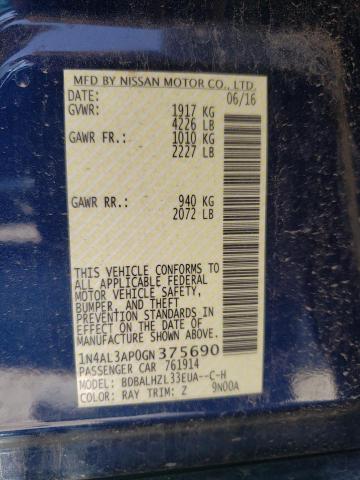 MFD BY NISSAN MOTOR CO., LTD.
DATE: 06/16
GVWR: 1917 KG
4226 LB
GAWR FR.: 1010 KG
2227 LB
GAWR RR.: 940 KG
2072 LB
THIS VEHICLE CONFORMS TO
ALL APPLICABLE FEDERAL
MOTOR VEHICLE SAFETY,
BUMPER, AND THEFT
PREVENTION STANDARDS
IN EFFECT ON THE DATE OF
MANUFACTURE SHOWN ABOVE.
1N4AL3AP0GN375690
PASSENGER CAR 761914
MODEL: BDBALHZL33EUA--C-H
COLOR: RAY TRIM: Z 9N00A